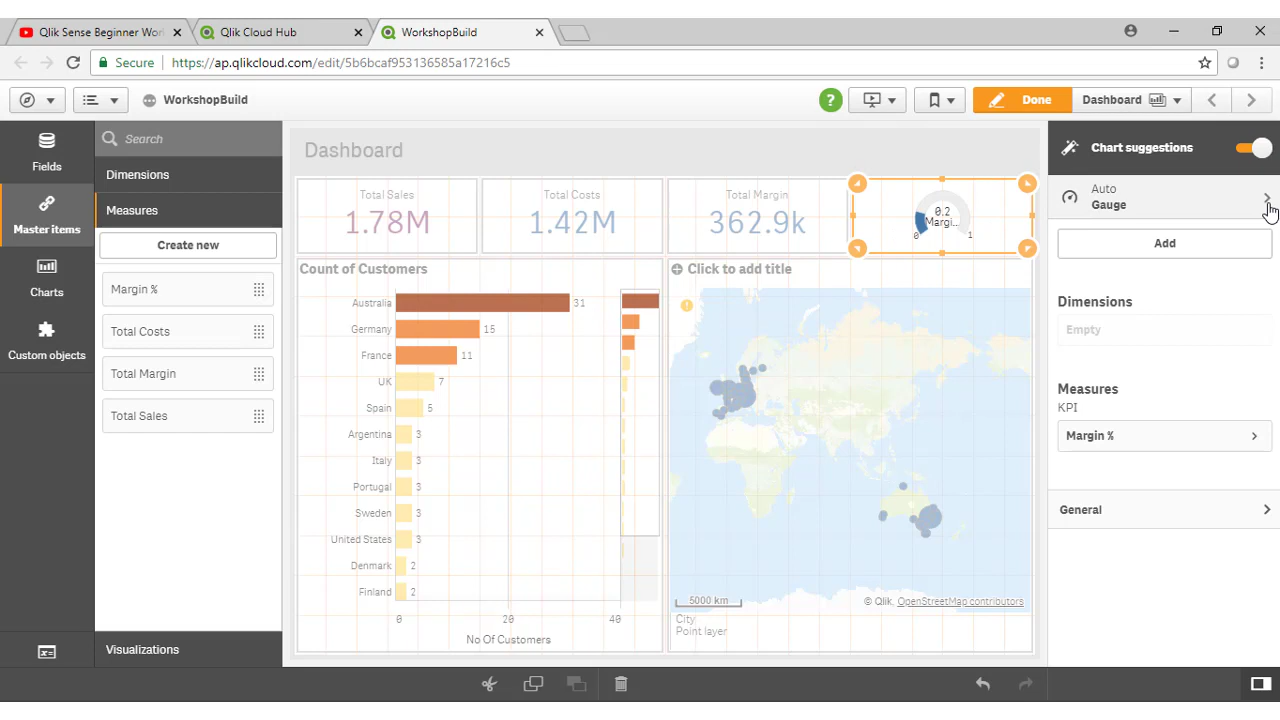 Qlik Sense Beginner Wor
Qlik Cloud Hub
WorkshopBuild
Secure
https://ap.qlikcloud.com/edit/5b6bcaf953136585a17216c5
WorkshopBuild
?
Done
Dashboard
Fields
Master items
Charts
Custom objects
Search
Dimensions
Measures
Create new
Margin %
Total Costs
Total Margin
Total Sales
Visualizations
Dashboard
Total Sales
1.78M
Total Costs
1.42M
Total Margin
362.9k
0.2
Margi...
0
1
Count of Customers
Australia 31
Germany 15
France 11
UK 7
Spain 5
Argentina 3
Italy 3
Portugal 3
Sweden 3
United States 3
Denmark 2
Finland 2
0 20 40
No Of Customers
Click to add title
5000 km
© Qlik, OpenStreetMap contributors
City
Point layer
Chart suggestions
Auto
Gauge
Add
Dimensions
Empty
Measures
KPI
Margin %
General